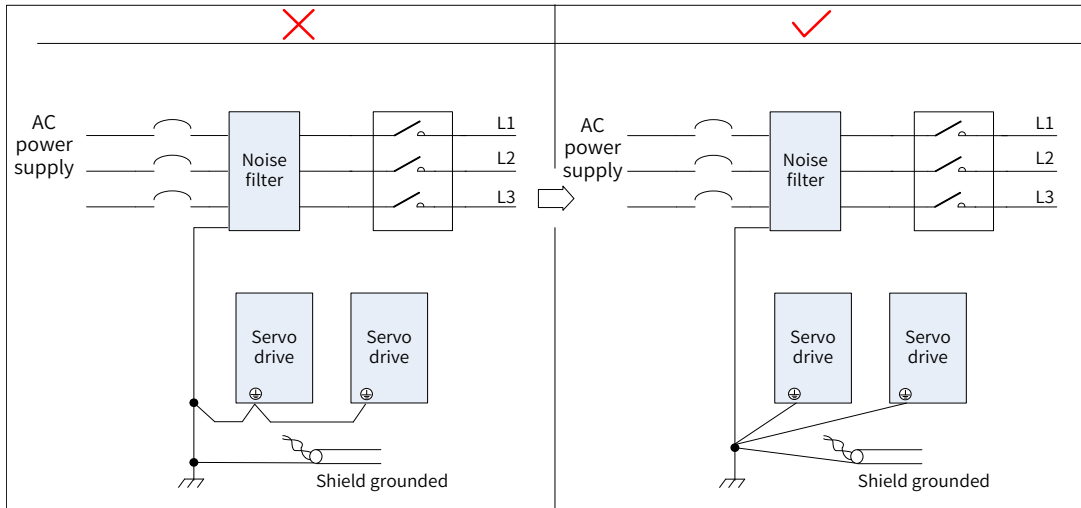 AC
power
supply
Noise
filter
L1
L2
L3
Servo
drive
Servo
drive
Shield grounded
AC
power
supply
Noise
filter
L1
L2
L3
Servo
drive
Servo
drive
Shield grounded